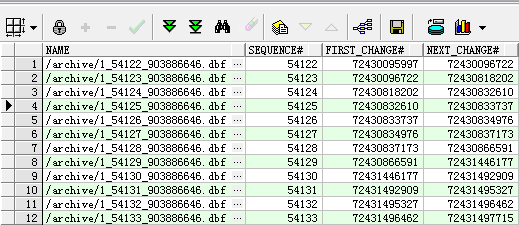 NAME SEQUENCE# FIRST_CHANGE# NEXT_CHANGE#
1 /archive/1_54122_903886646.dbf ... 54122 72430095997 72430096722
2 /archive/1_54123_903886646.dbf ... 54123 72430096722 72430818202
3 /archive/1_54124_903886646.dbf ... 54124 72430818202 72430832610
4 /archive/1_54125_903886646.dbf ... 54125 72430832610 72430833737
5 /archive/1_54126_903886646.dbf ... 54126 72430833737 72430834976
6 /archive/1_54127_903886646.dbf ... 54127 72430834976 72430837173
7 /archive/1_54128_903886646.dbf ... 54128 72430837173 72430866591
8 /archive/1_54129_903886646.dbf ... 54129 72430866591 72431446177
9 /archive/1_54130_903886646.dbf ... 54130 72431446177 72431492909
10 /archive/1_54131_903886646.dbf ... 54131 72431492909 72431495327
11 /archive/1_54132_903886646.dbf ... 54132 72431495327 72431496462
12 /archive/1_54133_903886646.dbf ... 54133 72431496462 72431497715